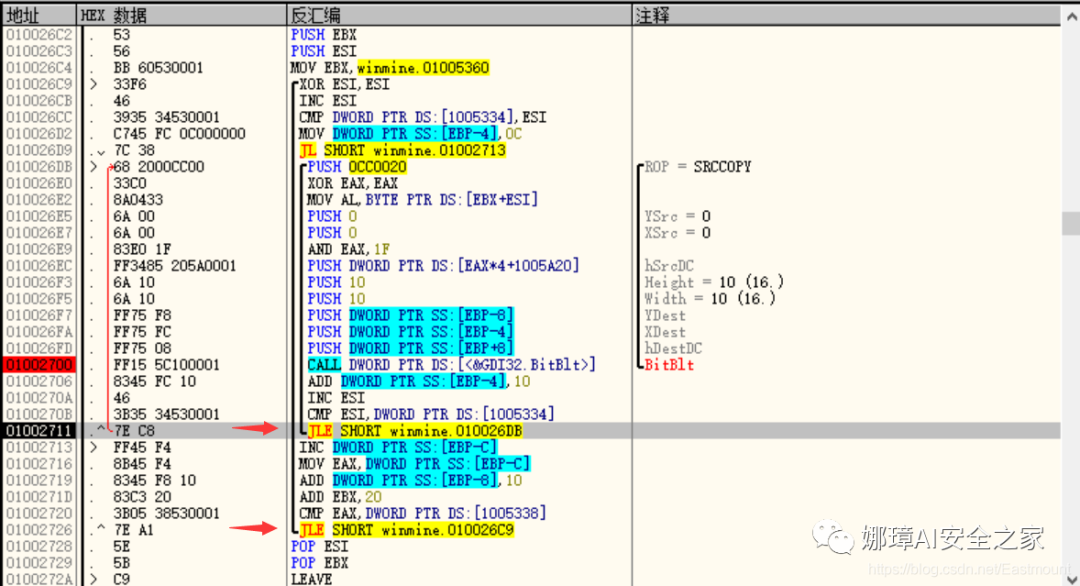 地址 HEX 数据 反汇编 注释
010026C2 . 53 PUSH EBX
010026C3 . 56 PUSH ESI
010026C4 . BB 60530001 MOV EBX,winmine.01005360
010026C9 > 33F6 XOR ESI,ESI
010026CB . 46 INC ESI
010026CC . 3935 34530001 CMP DWORD PTR DS:[1005334],ESI
010026D2 . C745 FC 0C000000 MOV DWORD PTR SS:[EBP-4],0C
010026D9 .⌄ 7C 38 JL SHORT winmine.01002713
010026DB > 68 2000CC00 PUSH 0CC0020 ROP = SRCCOPY
010026E0 . 33C0 XOR EAX,EAX
010026E2 . 8A0433 MOV AL,BYTE PTR DS:[EBX+ESI]
010026E5 . 6A 00 PUSH 0 YSrc = 0
010026E7 . 6A 00 PUSH 0 XSrc = 0
010026E9 . 83E0 1F AND EAX,1F
010026EC . FF3485 205A0001 PUSH DWORD PTR DS:[EAX*4+1005A20] hSrcDC
010026F3 . 6A 10 PUSH 10 Height = 10 (16.)
010026F5 . 6A 10 PUSH 10 Width = 10 (16.)
010026F7 . FF75 F8 PUSH DWORD PTR SS:[EBP-8] YDest
010026FA . FF75 FC PUSH DWORD PTR SS:[EBP-4] XDest
010026FD . FF75 08 PUSH DWORD PTR SS:[EBP+8] hDestDC
01002700 . FF15 5C100001 CALL DWORD PTR DS:[<&GDI32.BitBlt>] BitBlt
01002706 . 8345 FC 10 ADD DWORD PTR SS:[EBP-4],10
0100270A . 46 INC ESI
0100270B . 3B35 34530001 CMP ESI,DWORD PTR DS:[1005334]
01002711 .^ 7E C8 JLE SHORT winmine.010026DB
01002713 > FF45 F4 INC DWORD PTR SS:[EBP-C]
01002716 . 8B45 F4 MOV EAX,DWORD PTR SS:[EBP-C]
01002719 . 8345 F8 10 ADD DWORD PTR SS:[EBP-8],10
0100271D . 83C3 20 ADD EBX,20
01002720 . 3B05 38530001 CMP EAX,DWORD PTR DS:[1005338]
01002726 .^ 7E A1 JLE SHORT winmine.010026C9
01002728 . 5E POP ESI
01002729 . 5B POP EBX
0100272A > C9 LEAVE
娜璋AI安全之家
https://blog.csdn.net/Eastmount